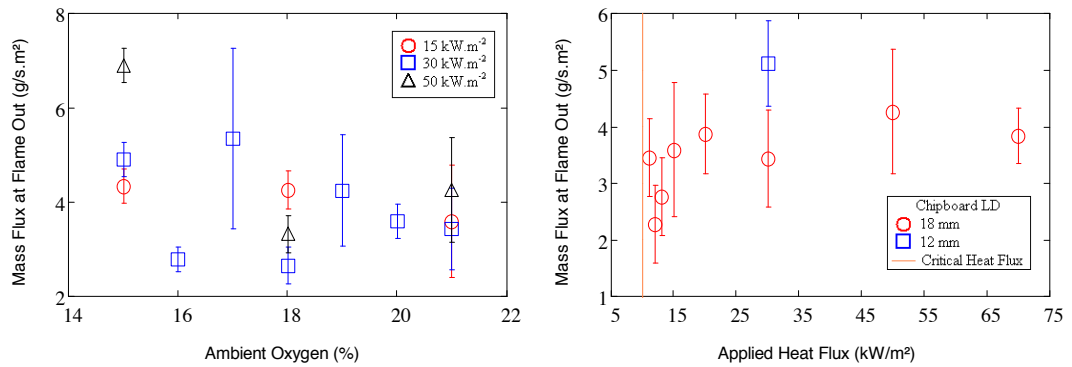 Mass Flux at Flame Out (g/s.m²)
8
6
4
2
14
16
18
20
22
Ambient Oxygen (%)
15 kW.m⁻²
30 kW.m⁻²
50 kW.m⁻²
Mass Flux at Flame Out (g/s.m²)
6
5
4
3
2
1
5
15
25
35
45
55
65
75
Applied Heat Flux (kW/m²)
Chipboard LD
18 mm
12 mm
Critical Heat Flux